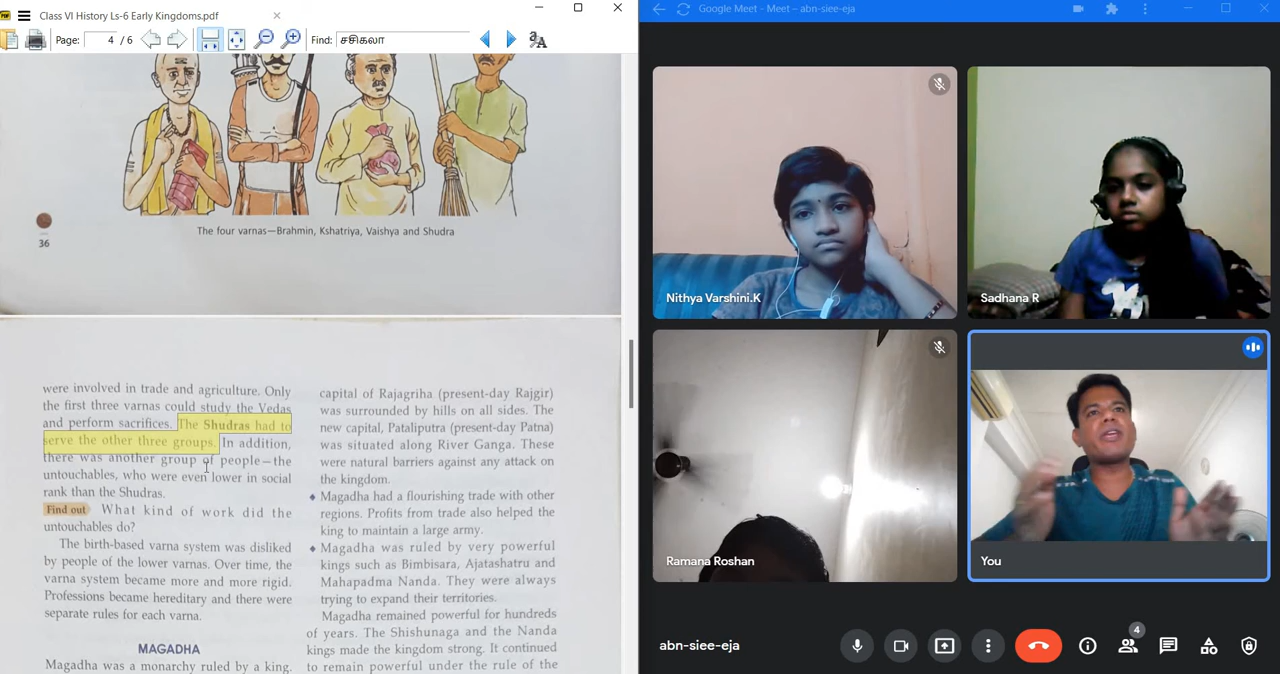 Class VI History Ls-6 Early Kingdoms.pdf
Page: 4 / 6
Find: சசிகலா
The four varnas—Brahmin, Kshatriya, Vaishya and Shudra
36
were involved in trade and agriculture. Only
the first three varnas could study the Vedas
and perform sacrifices. The Shudras had to
serve the other three groups. In addition,
there was another group of people—the
untouchables, who were even lower in social
rank than the Shudras.
Find out What kind of work did the
untouchables do?
The birth-based varna system was disliked
by people of the lower varnas. Over time, the
varna system became more and more rigid.
Professions became hereditary and there were
separate rules for each varna.
MAGADHA
Magadha was a monarchy ruled by a king.
capital of Rajagriha (present-day Rajgir)
was surrounded by hills on all sides. The
new capital, Pataliputra (present-day Patna)
was situated along River Ganga. These
were natural barriers against any attack on
the kingdom.
Magadha had a flourishing trade with other
regions. Profits from trade also helped the
king to maintain a large army.
Magadha was ruled by very powerful
kings such as Bimbisara, Ajatashatru and
Mahapadma Nanda. They were always
trying to expand their territories.
Magadha remained powerful for hundreds
of years. The Shishunaga and the Nanda
kings made the kingdom strong. It continued
to remain powerful under the rule of the
Google Meet - Meet – abn-siee-eja
Nithya Varshini.K
Sadhana R
Ramana Roshan
You
abn-siee-eja
4